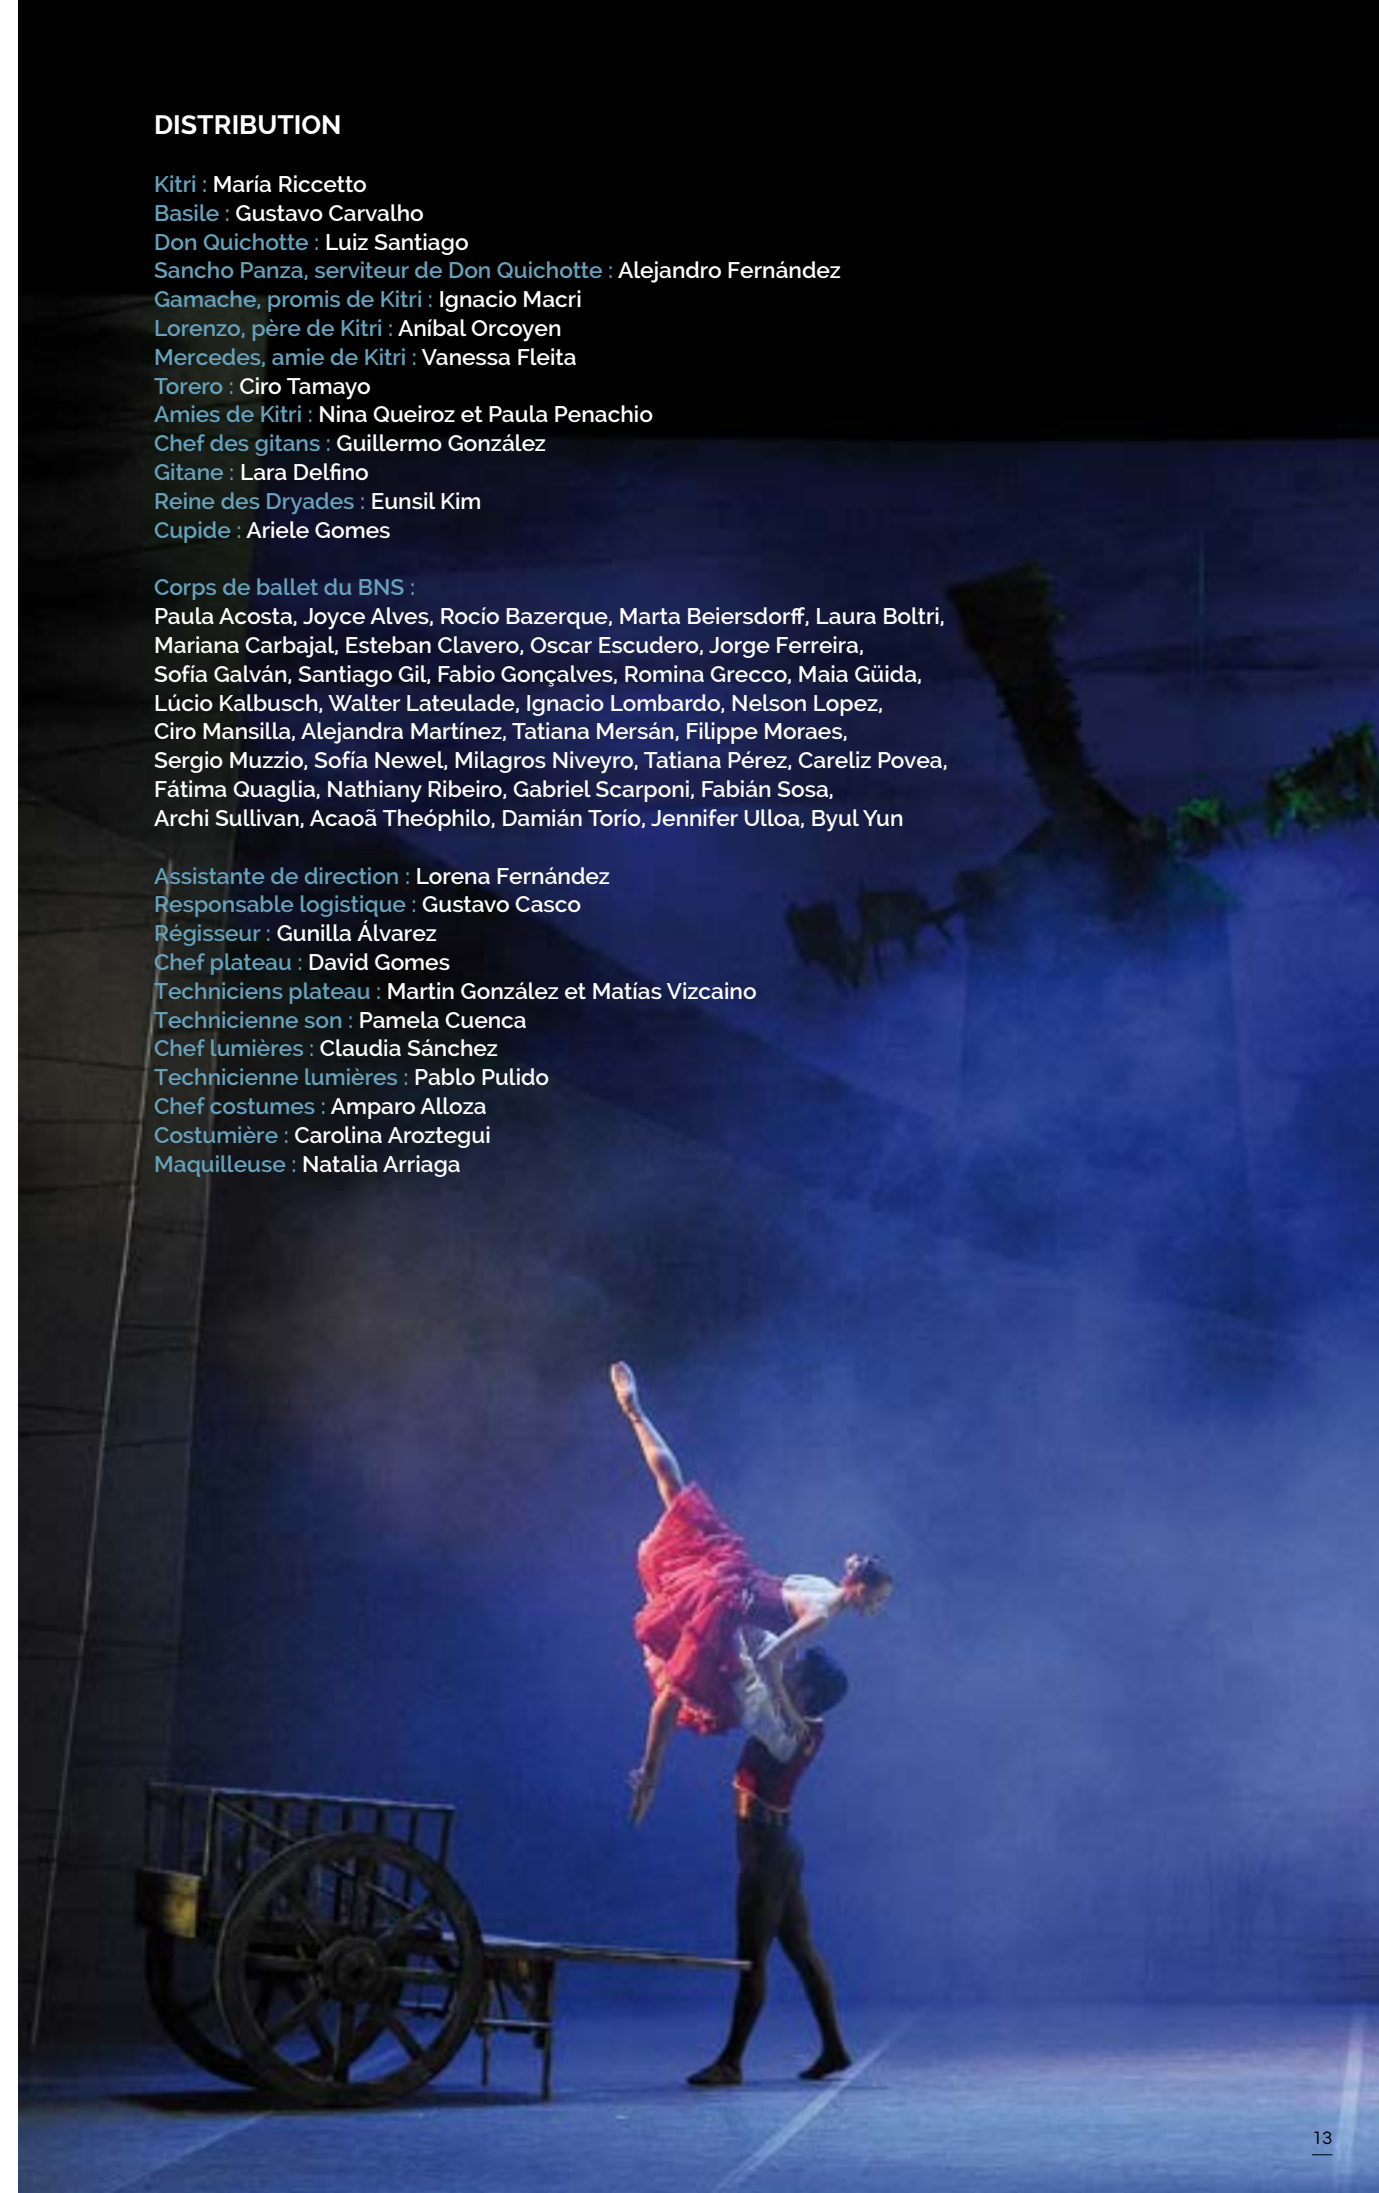 DISTRIBUTION
Kitri : María Riccetto
Basile : Gustavo Carvalho
Don Quichotte : Luiz Santiago
Sancho Panza, serviteur de Don Quichotte : Alejandro Fernández
Gamache, promis de Kitri : Ignacio Macri
Lorenzo, père de Kitri : Aníbal Orcoyen
Mercedes, amie de Kitri : Vanessa Fleita
Torero : Ciro Tamayo
Amies de Kitri : Nina Queiroz et Paula Penachio
Chef des gitans : Guillermo González
Gitane : Lara Delfino
Reine des Dryades : Eunsil Kim
Cupide : Ariele Gomes
Corps de ballet du BNS :
Paula Acosta, Joyce Alves, Rocío Bazerque, Marta Beiersdorff, Laura Boltri,
Mariana Carbajal, Esteban Clavero, Oscar Escudero, Jorge Ferreira,
Sofía Galván, Santiago Gil, Fabio Gonçalves, Romina Grecco, Maia Güida,
Lúcio Kalbusch, Walter Lateulade, Ignacio Lombardo, Nelson Lopez,
Ciro Mansilla, Alejandra Martínez, Tatiana Mersán, Filippe Moraes,
Sergio Muzzio, Sofía Newel, Milagros Niveyro, Tatiana Pérez, Careliz Povea,
Fátima Quaglia, Nathiany Ribeiro, Gabriel Scarponi, Fabián Sosa,
Archi Sullivan, Acaoã Theóphilo, Damián Torío, Jennifer Ulloa, Byul Yun
Assistante de direction : Lorena Fernández
Responsable logistique : Gustavo Casco
Régisseur : Gunilla Álvarez
Chef plateau : David Gomes
Techniciens plateau : Martin González et Matías Vizcaino
Technicienne son : Pamela Cuenca
Chef lumières : Claudia Sánchez
Technicienne lumières : Pablo Pulido
Chef costumes : Amparo Alloza
Costumière : Carolina Aroztegui
Maquilleuse : Natalia Arriaga
13